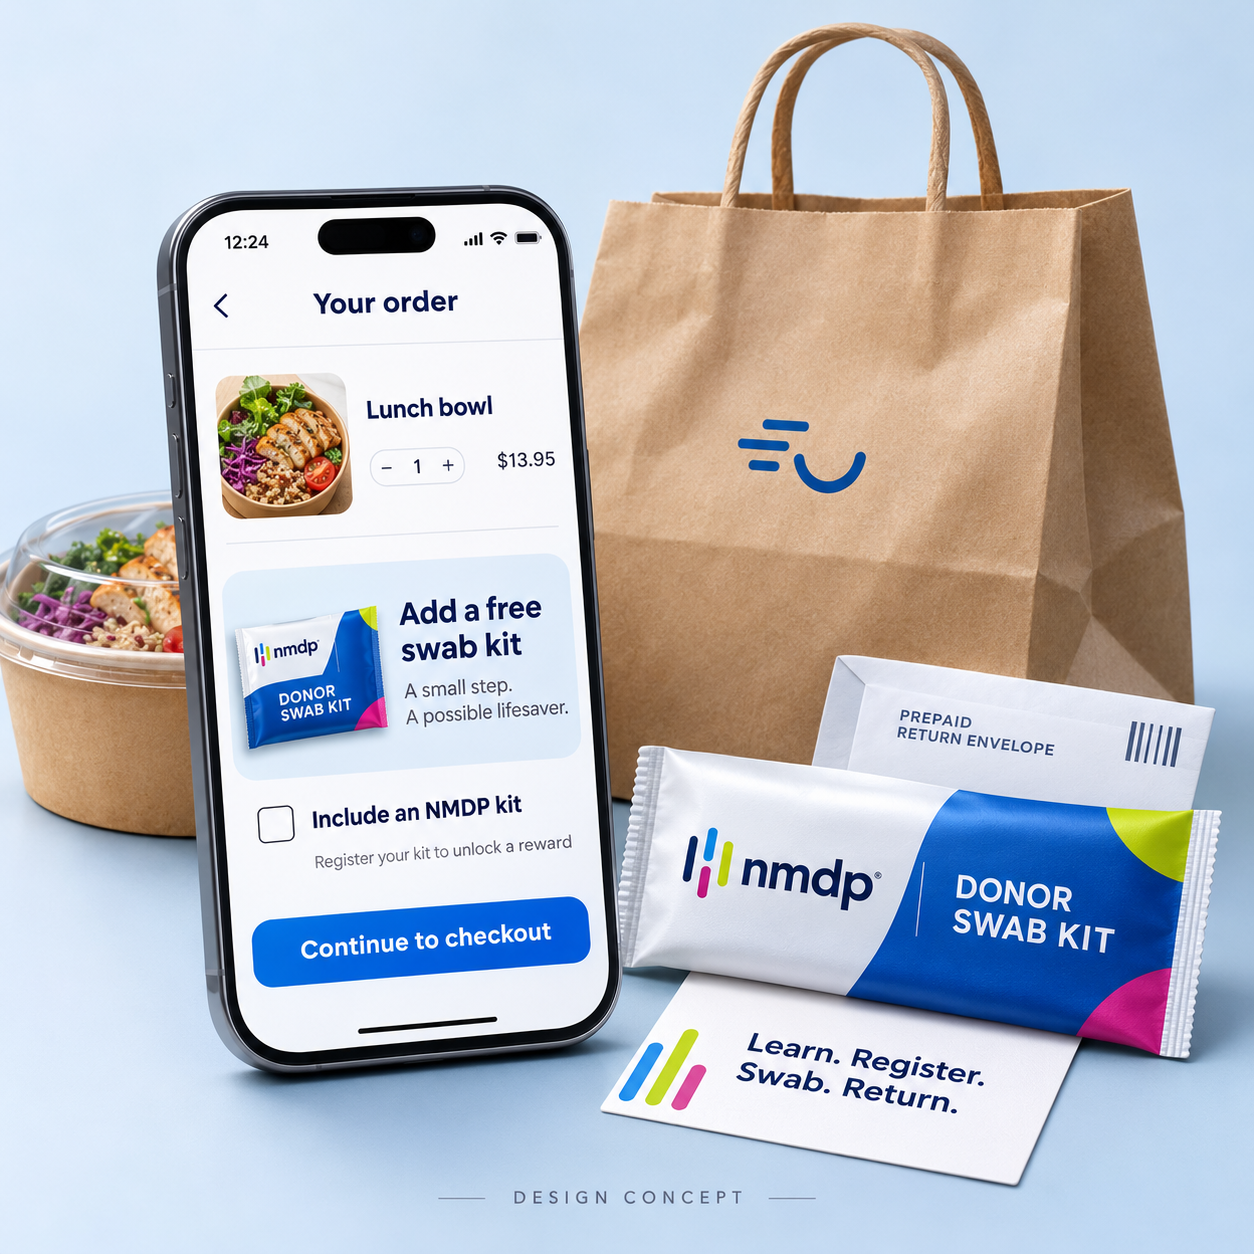 12:24
Your order
Lunch bowl
− 1 +
$13.95
nmdp
DONOR
SWAB KIT
Add a free
swab kit
A small step.
A possible lifesaver.
Include an NMDP kit
Register your kit to unlock a reward
Continue to checkout
PREPAID
RETURN ENVELOPE
nmdp®
DONOR
SWAB KIT
Learn. Register.
Swab. Return.
DESIGN CONCEPT